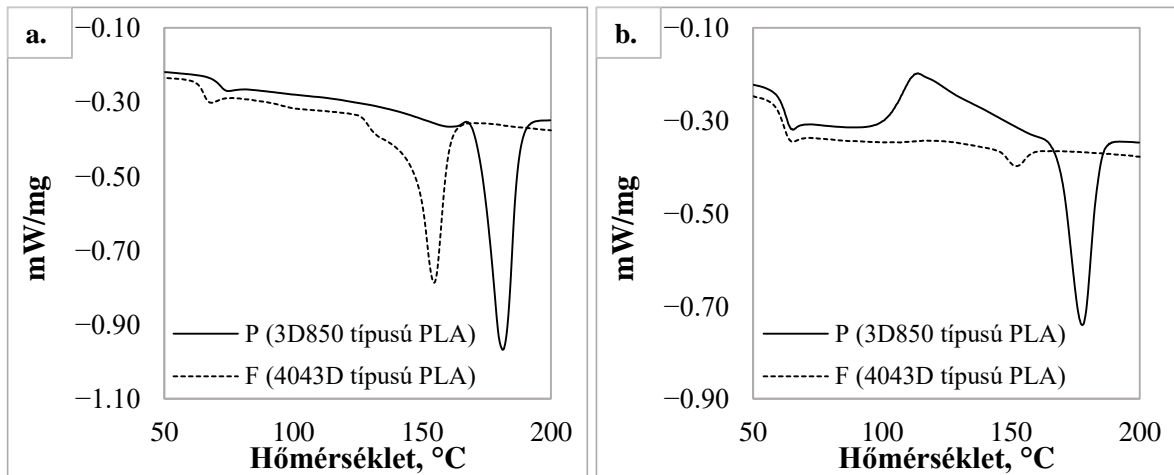 a.
mW/mg
−0.10
−0.30
−0.50
−0.70
−0.90
−1.10
P (3D850 típusú PLA)
F (4043D típusú PLA)
50
100
150
200
Hőmérséklet, °C
b.
mW/mg
−0.10
−0.30
−0.50
−0.70
−0.90
P (3D850 típusú PLA)
F (4043D típusú PLA)
50
100
150
200
Hőmérséklet, °C